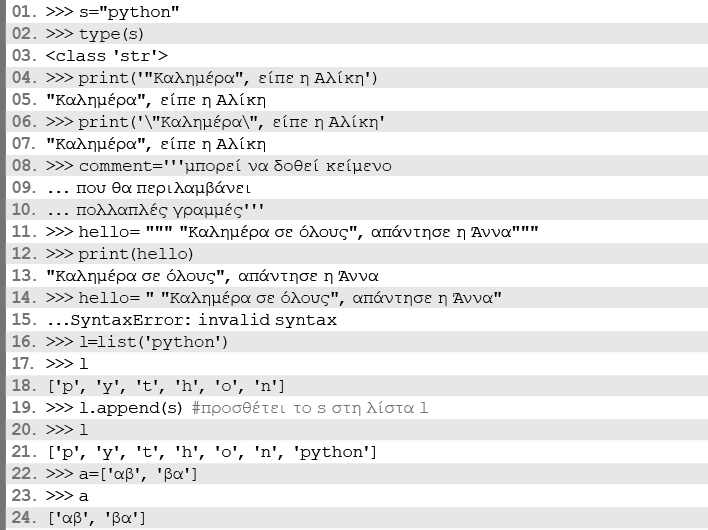 01. >>> s="python"
02. >>> type(s)
03. <class 'str'>
04. >>> print('"Καλημέρα", είπε η Αλίκη')
05. "Καλημέρα", είπε η Αλίκη
06. >>> print('\"Καλημέρα\", είπε η Αλίκη'
07. "Καλημέρα", είπε η Αλίκη
08. >>> comment='''μπορεί να δοθεί κείμενο
09. ... που θα περιλαμβάνει
10. ... πολλαπλές γραμμές'''
11. >>> hello= """ "Καλημέρα σε όλους", απάντησε η Άννα"""
12. >>> print(hello)
13. "Καλημέρα σε όλους", απάντησε η Άννα
14. >>> hello= " "Καλημέρα σε όλους", απάντησε η Άννα"
15. ...SyntaxError: invalid syntax
16. >>> l=list('python')
17. >>> l
18. ['p', 'y', 't', 'h', 'o', 'n']
19. >>> l.append(s) #προσθέτει το s στη λίστα l
20. >>> l
21. ['p', 'y', 't', 'h', 'o', 'n', 'python']
22. >>> a=['αβ', 'βα']
23. >>> a
24. ['αβ', 'βα']